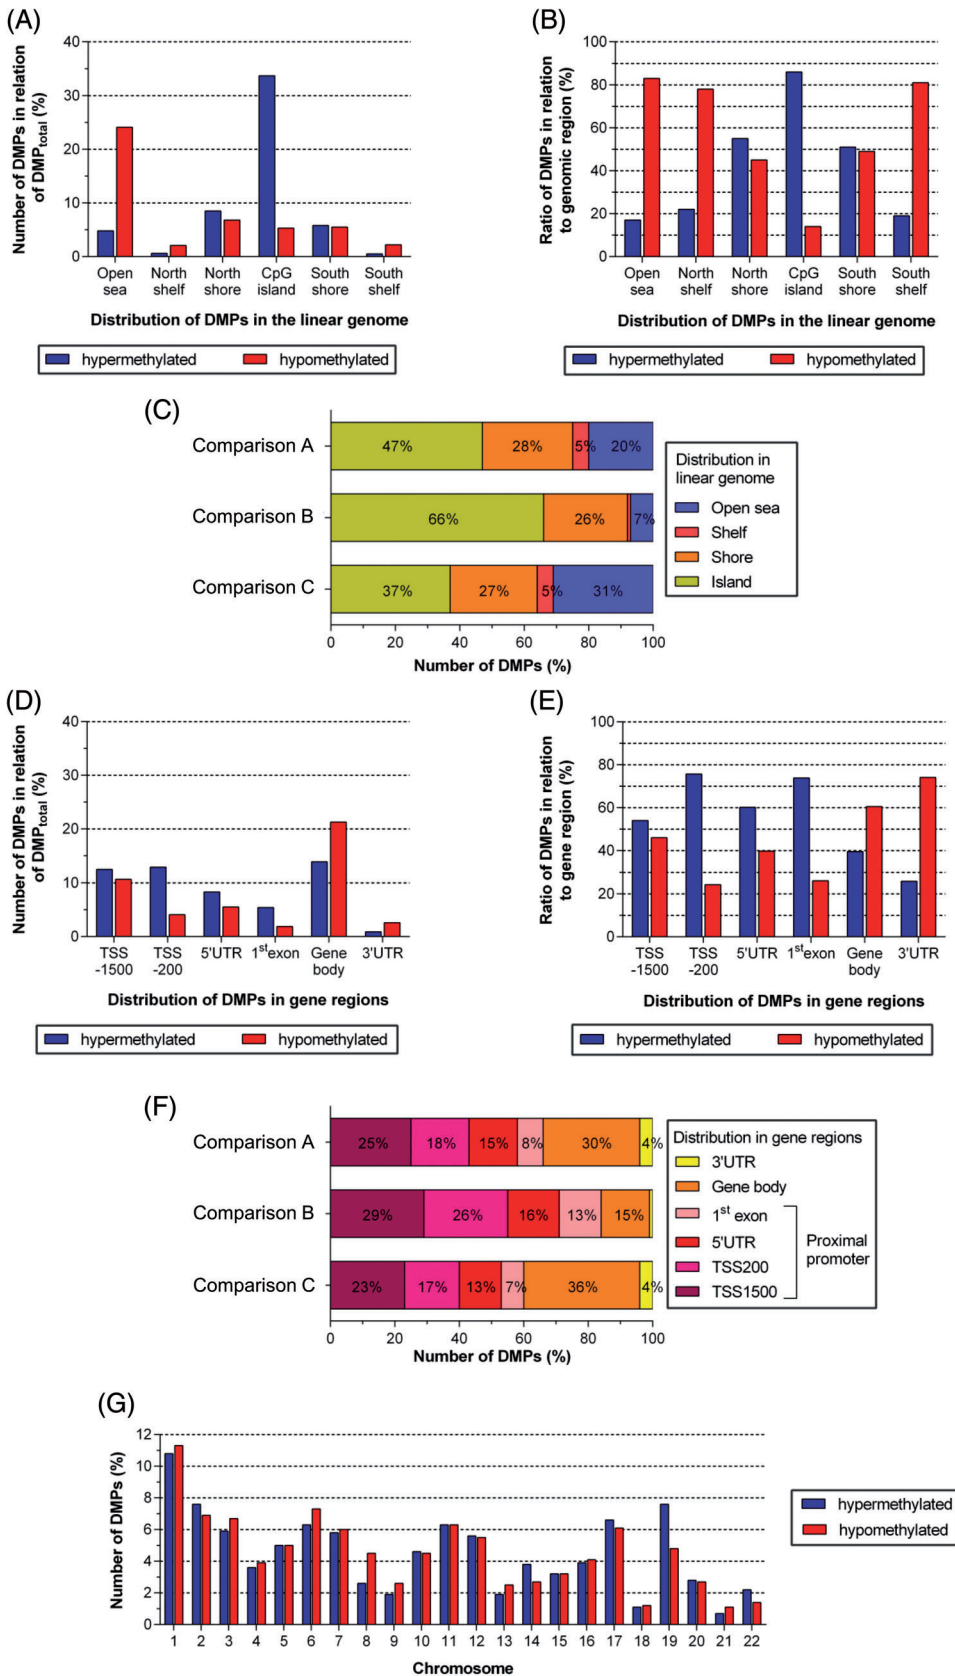 (A)
Number of DMPs in relation
of DMPtotal (%)
40
30
20
10
0
Open
sea
North
shelf
North
shore
CpG
island
South
shore
South
shelf
Distribution of DMPs in the linear genome
hypermethylated
hypomethylated
(B)
Ratio of DMPs in relation
to genomic region (%)
100
80
60
40
20
0
Open
sea
North
shelf
North
shore
CpG
island
South
shore
South
shelf
Distribution of DMPs in the linear genome
hypermethylated
hypomethylated
(C)
Comparison A
47%
28%
5%
20%
Comparison B
66%
26%
7%
Comparison C
37%
27%
5%
31%
0
20
40
60
80
100
Number of DMPs (%)
Distribution in
linear genome
Open sea
Shelf
Shore
Island
(D)
Number of DMPs in relation
of DMPtotal (%)
40
30
20
10
0
TSS
-1500
TSS
-200
5'UTR
1st exon
Gene
body
3'UTR
Distribution of DMPs in gene regions
hypermethylated
hypomethylated
(E)
Ratio of DMPs in relation
to gene region (%)
100
80
60
40
20
0
TSS
-1500
TSS
-200
5'UTR
1st exon
Gene
body
3'UTR
Distribution of DMPs in gene regions
hypermethylated
hypomethylated
(F)
Comparison A
25%
18%
15%
8%
30%
4%
Comparison B
29%
26%
16%
13%
15%
Comparison C
23%
17%
13%
7%
36%
4%
0
20
40
60
80
100
Number of DMPs (%)
Distribution in gene regions
3'UTR
Gene body
1st exon
5'UTR
TSS200
TSS1500
Proximal
promoter
(G)
Number of DMPs (%)
12
10
8
6
4
2
0
1
2
3
4
5
6
7
8
9
10
11
12
13
14
15
16
17
18
19
20
21
22
Chromosome
hypermethylated
hypomethylated